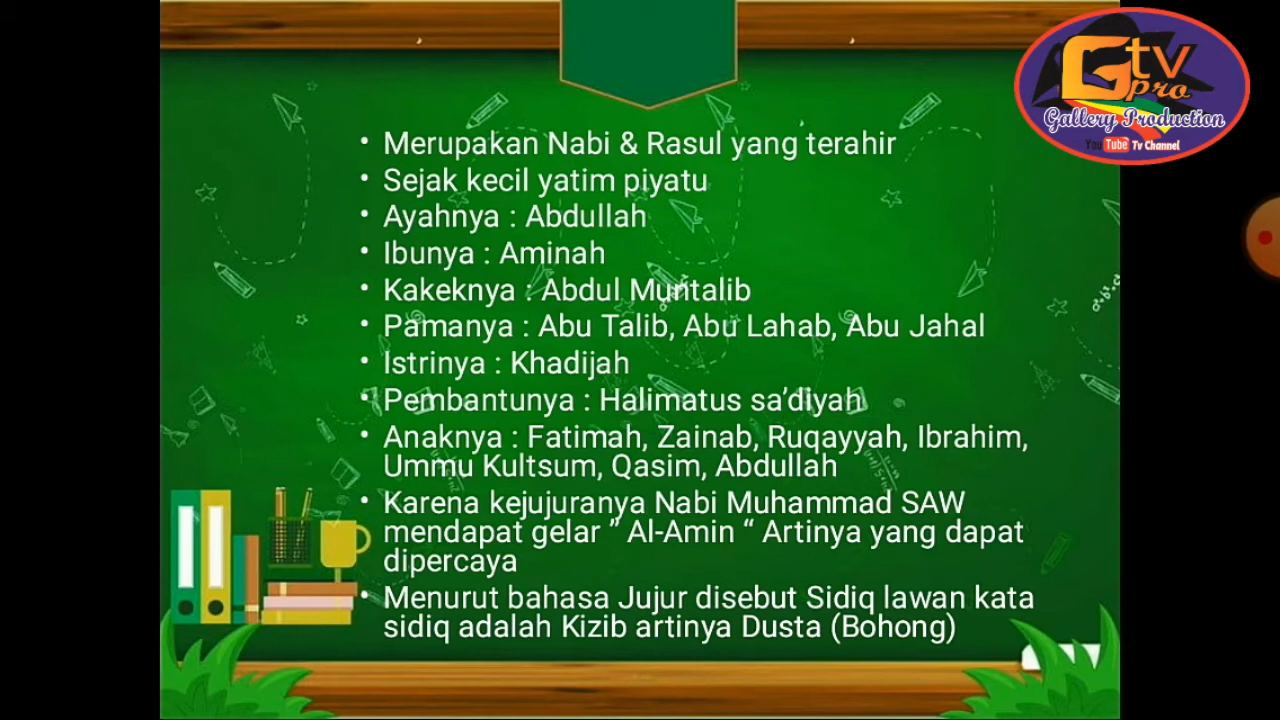 Gtv
pro
Gallery Production
You Tube Tv Channel
• Merupakan Nabi & Rasul yang terahir
• Sejak kecil yatim piyatu
• Ayahnya : Abdullah
• Ibunya : Aminah
• Kakeknya : Abdul Muntalib
• Pamanya : Abu Talib, Abu Lahab, Abu Jahal
• Istrinya : Khadijah
• Pembantunya : Halimatus sa’diyah
• Anaknya : Fatimah, Zainab, Ruqayyah, Ibrahim,
Ummu Kultsum, Qasim, Abdullah
• Karena kejujuranya Nabi Muhammad SAW
mendapat gelar ” Al-Amin “ Artinya yang dapat
dipercaya
• Menurut bahasa Jujur disebut Sidiq lawan kata
sidiq adalah Kizib artinya Dusta (Bohong)